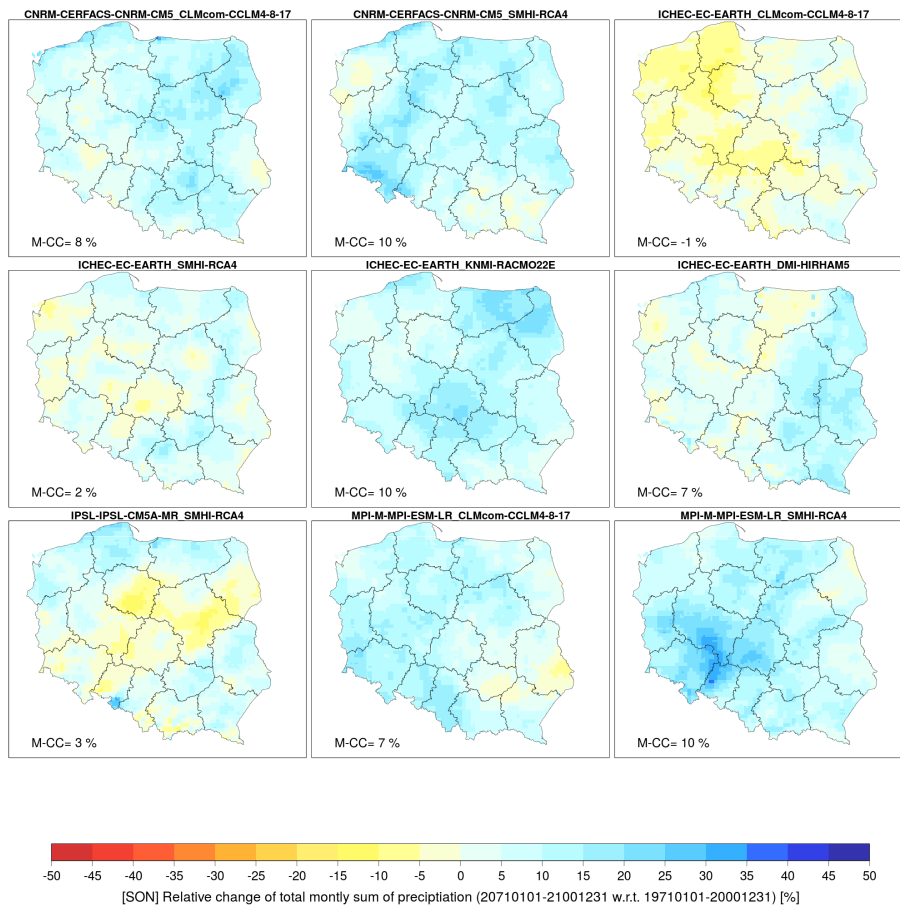 CNRM-CERFACS-CNRM-CM5_CLMcom-CCLM4-8-17
CNRM-CERFACS-CNRM-CM5_SMHI-RCA4
ICHEC-EC-EARTH_CLMcom-CCLM4-8-17
M-CC= 8 %
M-CC= 10 %
M-CC= -1 %
ICHEC-EC-EARTH_SMHI-RCA4
ICHEC-EC-EARTH_KNMI-RACMO22E
ICHEC-EC-EARTH_DMI-HIRHAM5
M-CC= 2 %
M-CC= 10 %
M-CC= 7 %
IPSL-IPSL-CM5A-MR_SMHI-RCA4
MPI-M-MPI-ESM-LR_CLMcom-CCLM4-8-17
MPI-M-MPI-ESM-LR_SMHI-RCA4
M-CC= 3 %
M-CC= 7 %
M-CC= 10 %
-50 -45 -40 -35 -30 -25 -20 -15 -10 -5 0 5 10 15 20 25 30 35 40 45 50
[SON] Relative change of total montly sum of preciptiation (20710101-21001231 w.r.t. 19710101-20001231) [%]